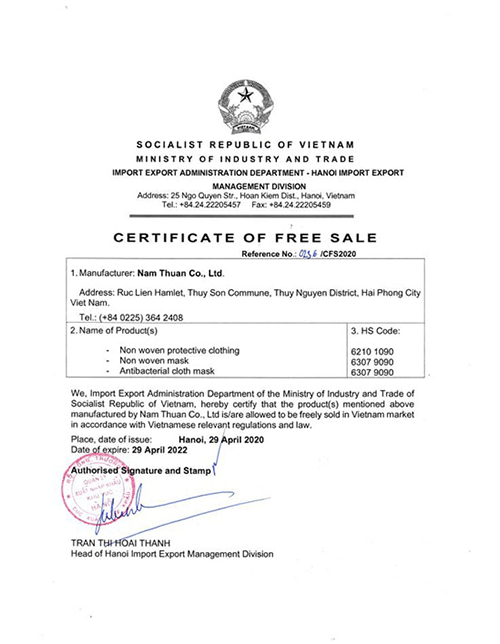 SOCIALIST REPUBLIC OF VIETNAM
MINISTRY OF INDUSTRY AND TRADE
IMPORT EXPORT ADMINISTRATION DEPARTMENT - HANOI IMPORT EXPORT
MANAGEMENT DIVISION
Address: 25 Ngo Quyen Str., Hoan Kiem Dist., Hanoi, Vietnam
Tel.: +84.24.22205457 Fax: +84.24.22205459
CERTIFICATE OF FREE SALE
Reference No.: 0236 /CFS2020
1. Manufacturer: Nam Thuan Co., Ltd.
Address: Ruc Lien Hamlet, Thuy Son Commune, Thuy Nguyen District, Hai Phong City
Viet Nam.
Tel.: (+84 0225) 364 2408
2. Name of Product(s)
3. HS Code:
- Non woven protective clothing 6210 1090
- Non woven mask 6307 9090
- Antibacterial cloth mask 6307 9090
We, Import Export Administration Department of the Ministry of Industry and Trade of
Socialist Republic of Vietnam, hereby certify that the product(s) mentioned above
manufactured by Nam Thuan Co., Ltd is/are allowed to be freely sold in Vietnam market
in accordance with Vietnamese relevant regulations and law.
Place, date of issue: Hanoi, 29 April 2020
Date of expire: 29 April 2022
Authorised Signature and Stamp
TRAN THI HOAI THANH
Head of Hanoi Import Export Management Division